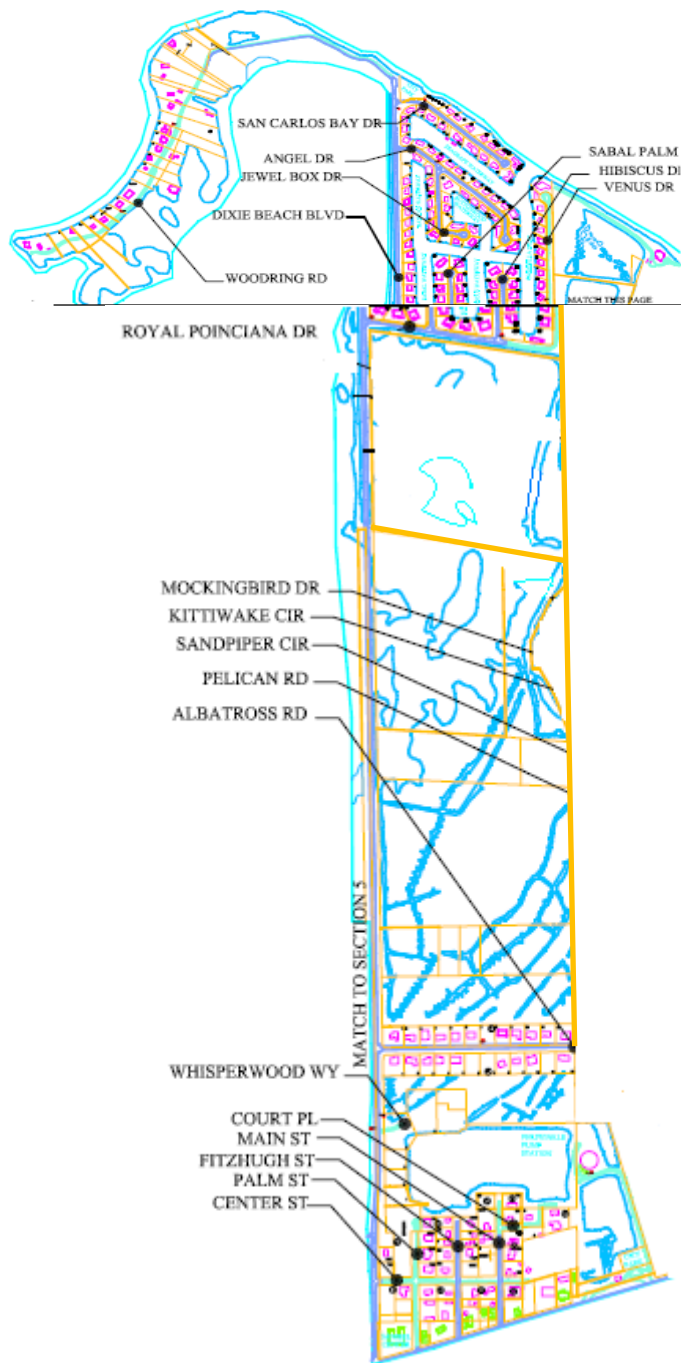 SAN CARLOS BAY DR
SABAL PALM
ANGEL DR
HIBISCUS DR
JEWEL BOX DR
VENUS DR
DIXIE BEACH BLVD
WOODRING RD
MATCH THIS PAGE
ROYAL POINCIANA DR
MOCKINGBIRD DR
KITTIWAKE CIR
SANDPIPER CIR
PELICAN RD
ALBATROSS RD
MATCH TO SECTION 5
WHISPERWOOD WY
COURT PL
MAIN ST
FITZHUGH ST
PALM ST
CENTER ST